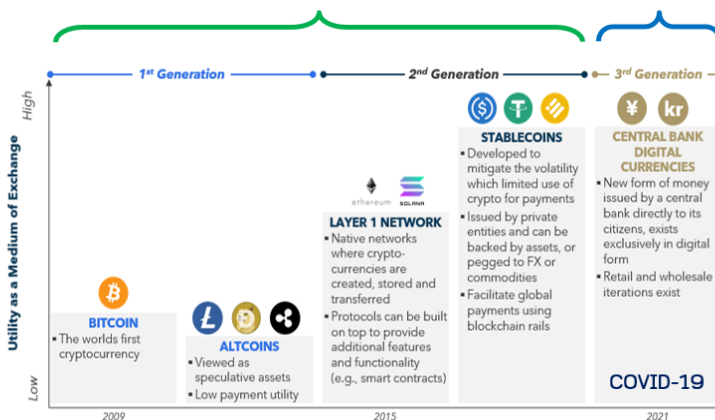 1st Generation
2nd Generation
3rd Generation
High
Utility as a Medium of Exchange
Low
BITCOIN
▪ The worlds first
cryptocurrency
ALTCOINS
▪ Viewed as
speculative assets
▪ Low payment utility
ethereum
SOLANA
LAYER 1 NETWORK
▪ Native networks
where crypto-
currencies are
created, stored and
transferred
▪ Protocols can be built
on top to provide
additional features
and functionality
(e.g., smart contracts)
STABLECOINS
▪ Developed to
mitigate the volatility
which limited use of
crypto for payments
▪ Issued by private
entities and can be
backed by assets, or
pegged to FX or
commodities
▪ Facilitate global
payments using
blockchain rails
¥
kr
CENTRAL BANK
DIGITAL
CURRENCIES
▪ New form of money
issued by a central
bank directly to its
citizens, exists
exclusively in digital
form
▪ Retail and wholesale
iterations exist
COVID-19
2009
2015
2021